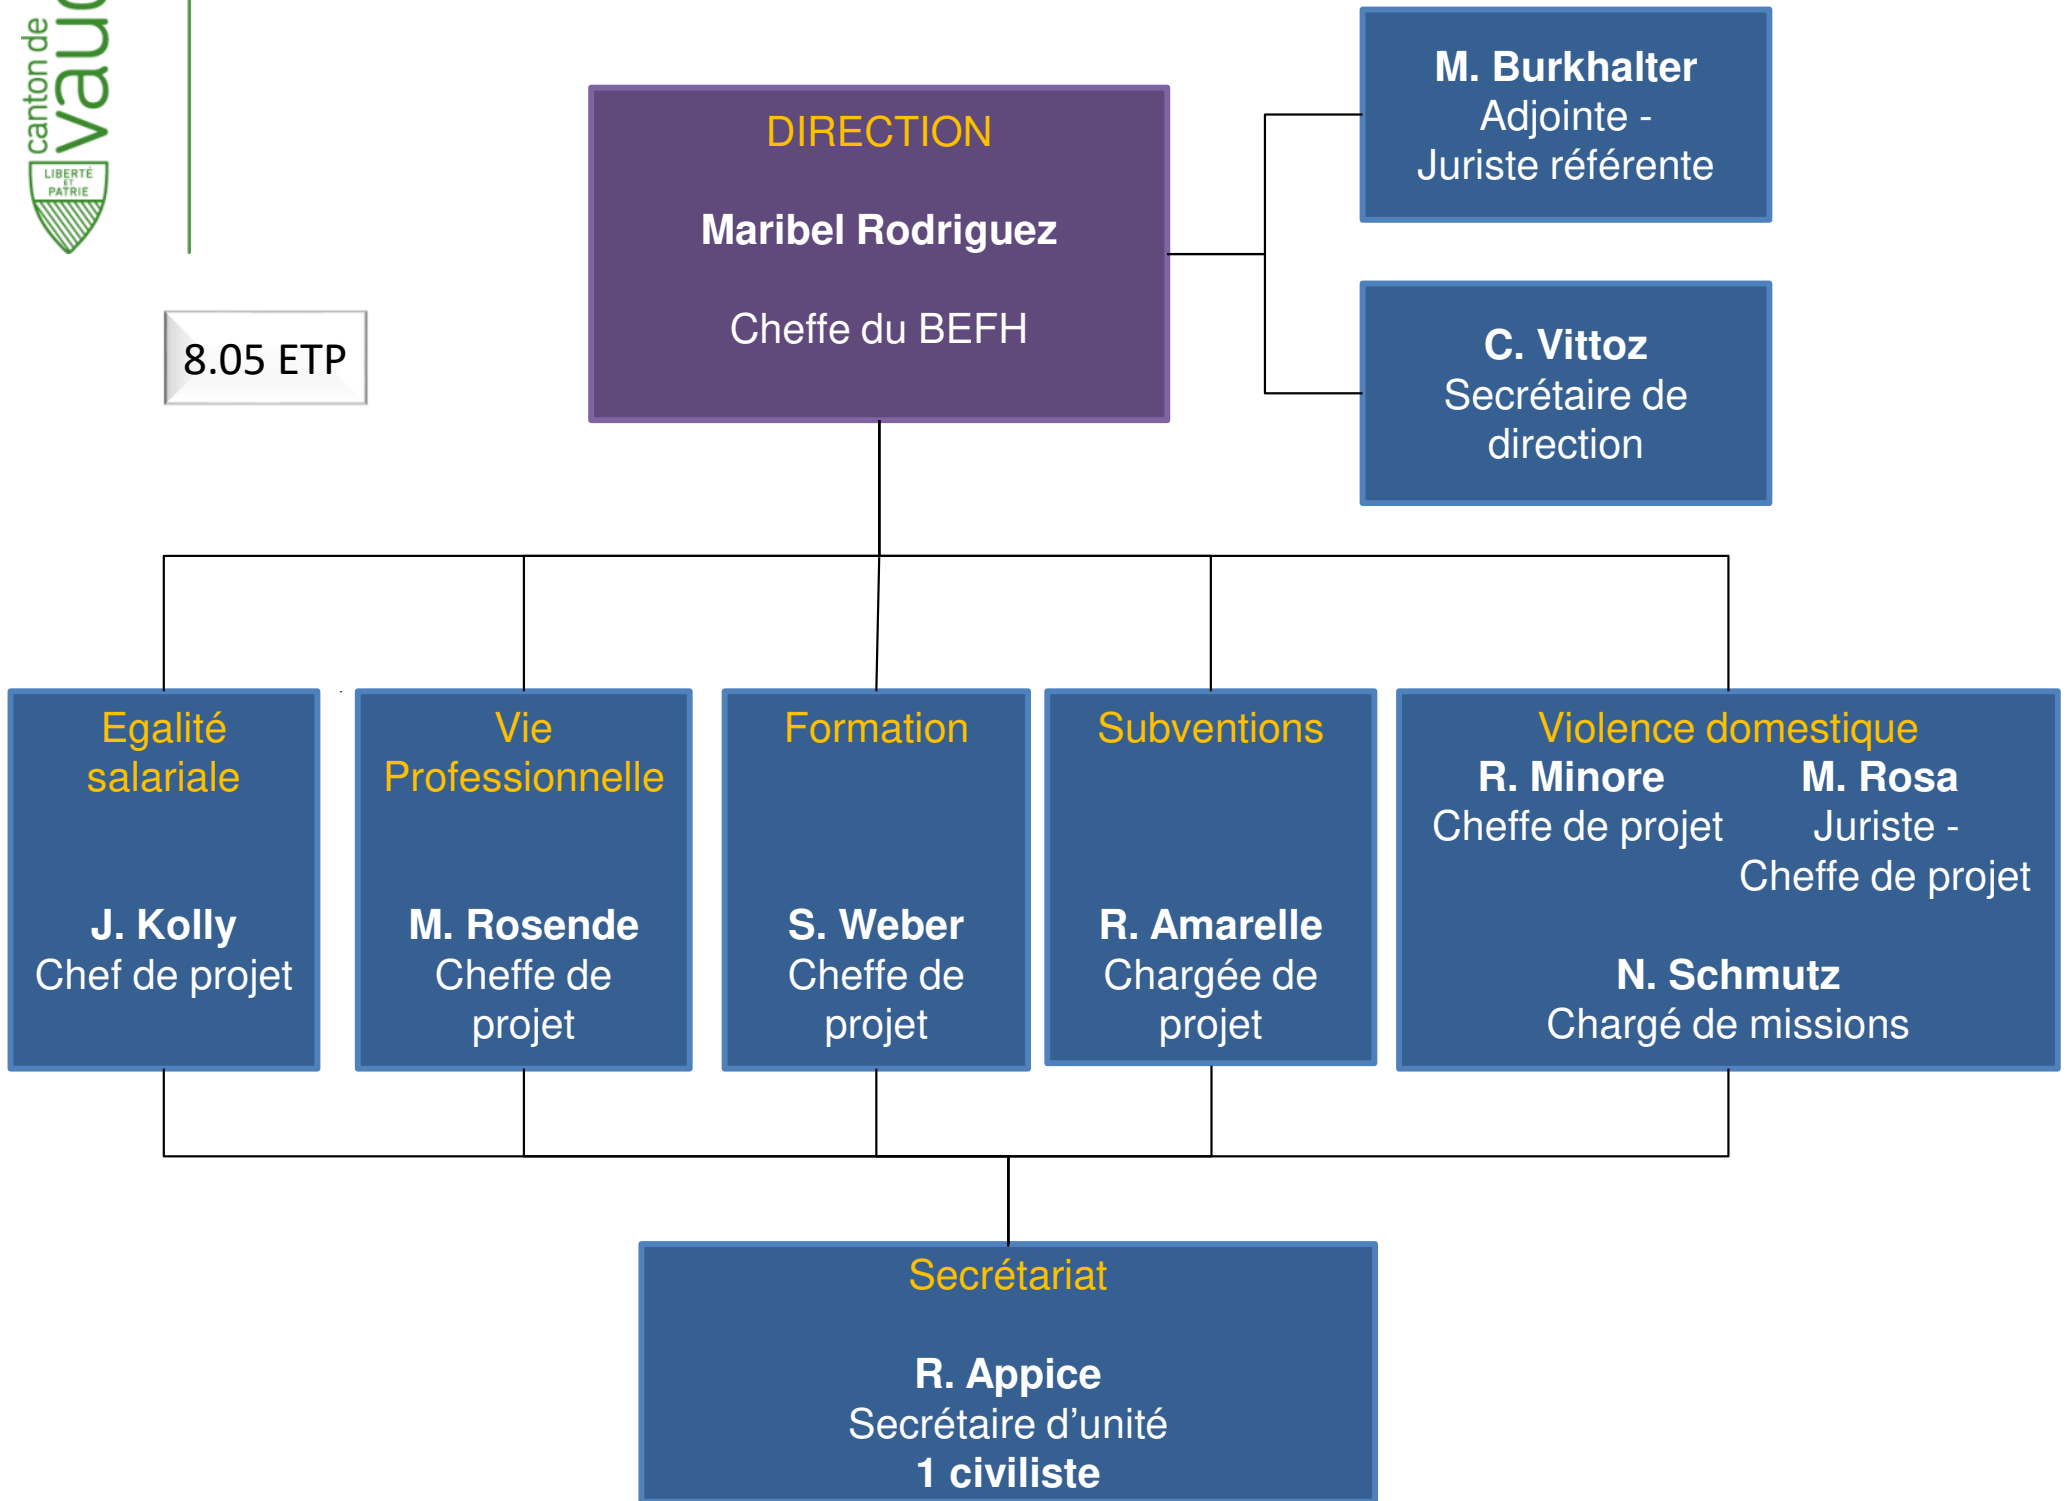 canton de
vaud
LIBERTÉ
ET
PATRIE
8.05 ETP
DIRECTION
Maribel Rodriguez
Cheffe du BEFH
M. Burkhalter
Adjointe -
Juriste référente
C. Vittoz
Secrétaire de
direction
Egalité
salariale
J. Kolly
Chef de projet
Vie
Professionnelle
M. Rosende
Cheffe de
projet
Formation
S. Weber
Cheffe de
projet
Subventions
R. Amarelle
Chargée de
projet
Violence domestique
R. Minore
Cheffe de projet
M. Rosa
Juriste -
Cheffe de projet
N. Schmutz
Chargé de missions
Secrétariat
R. Appice
Secrétaire d’unité
1 civiliste